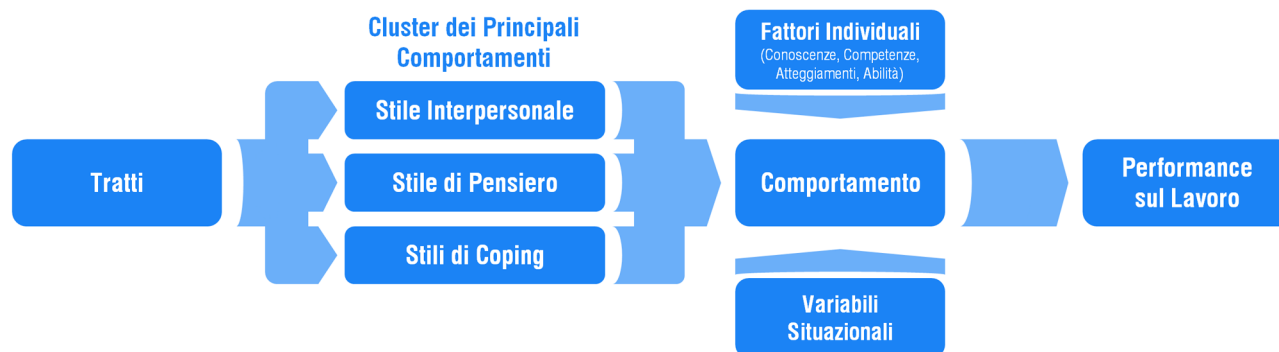 Cluster dei Principali
Comportamenti
Fattori Individuali
(Conoscenze, Competenze,
Atteggiamenti, Abilità)
Stile Interpersonale
Tratti
Stile di Pensiero
Comportamento
Performance
sul Lavoro
Stili di Coping
Variabili
Situazionali